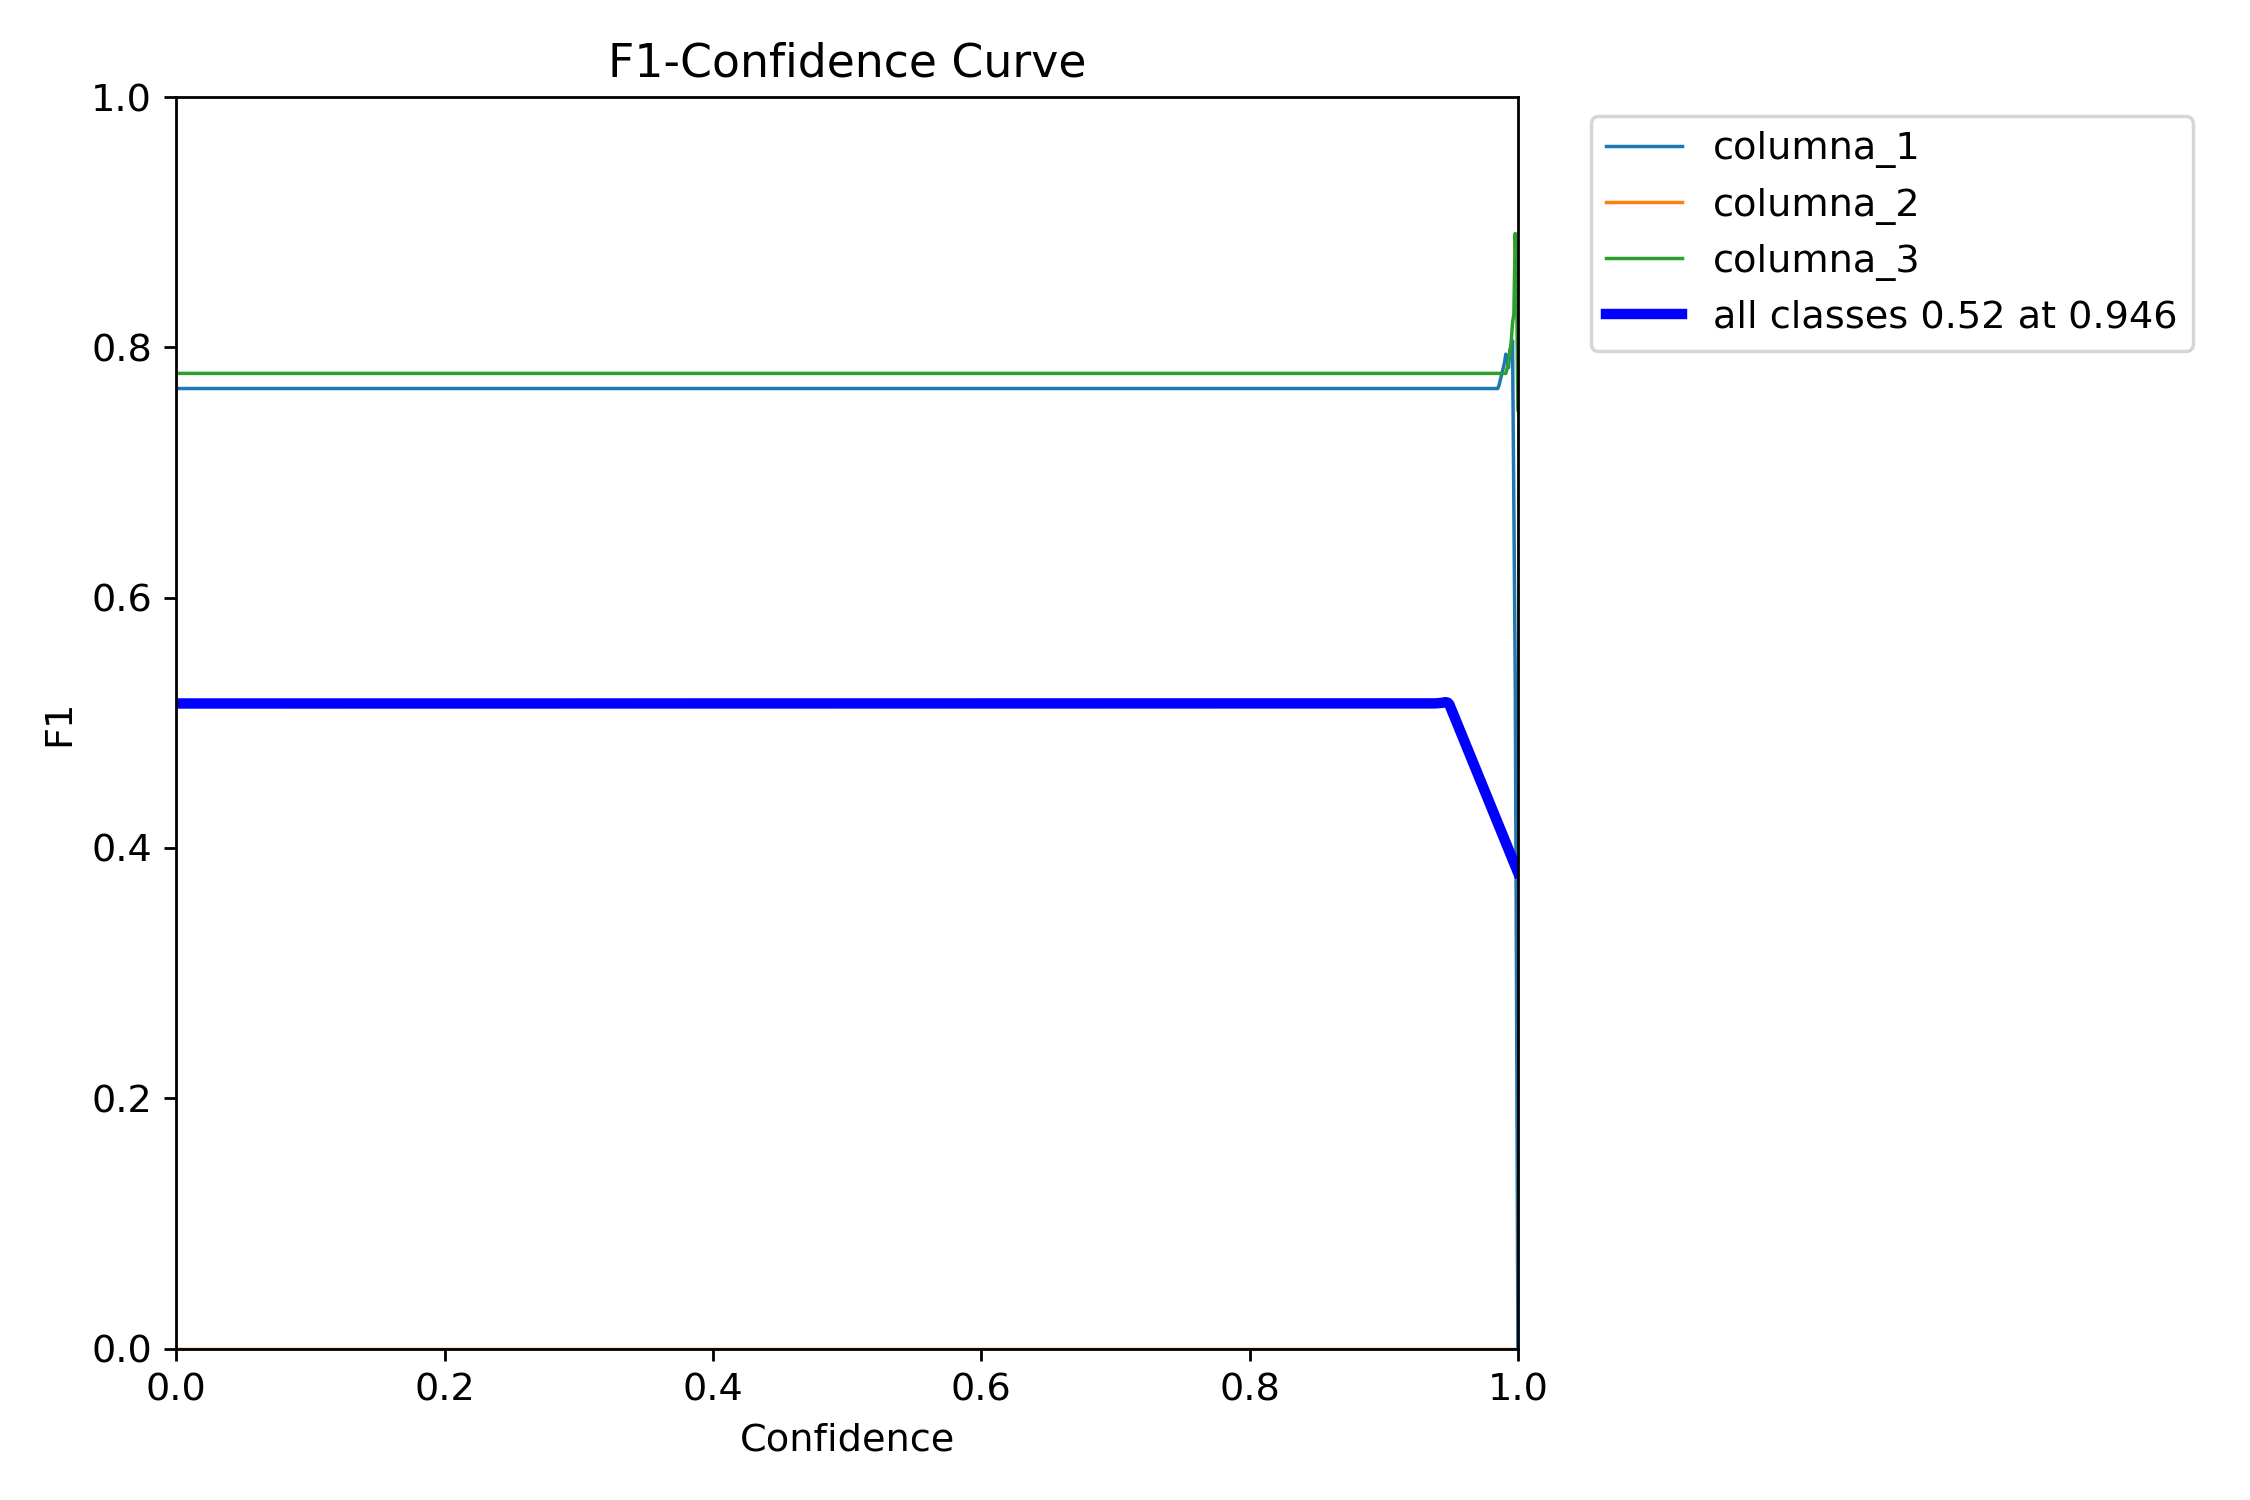 F1-Confidence Curve
1.0
0.8
0.6
0.4
0.2
0.0
F1
0.0 0.2 0.4 0.6 0.8 1.0
Confidence
columna_1
columna_2
columna_3
all classes 0.52 at 0.946